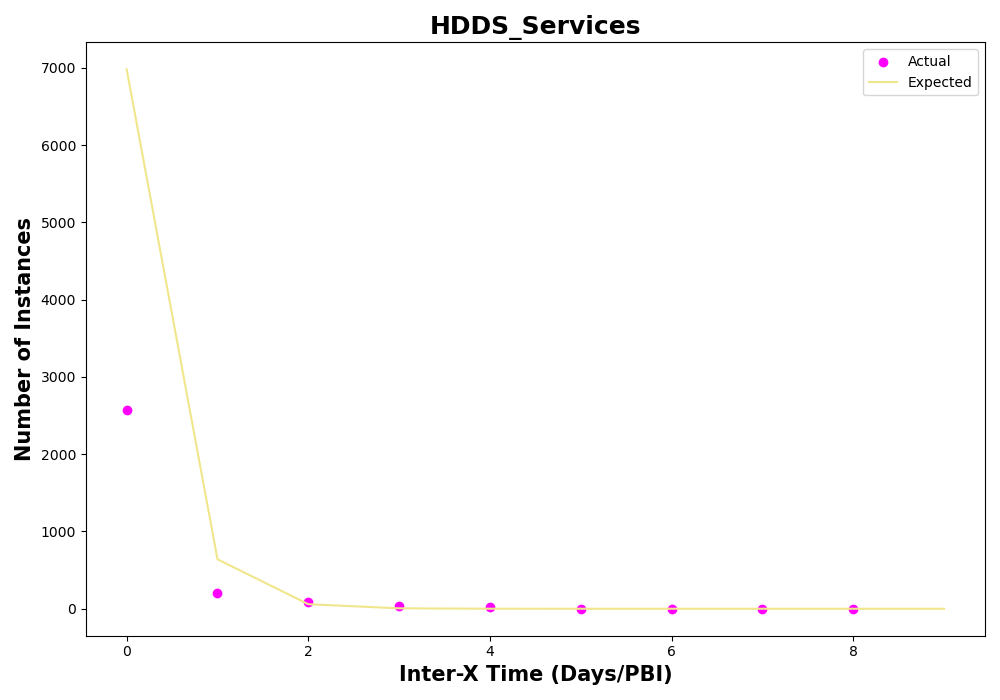 HDDS_Services
Number of Instances
7000
6000
5000
4000
3000
2000
1000
0
Actual
Expected
0 2 4 6 8
Inter-X Time (Days/PBI)